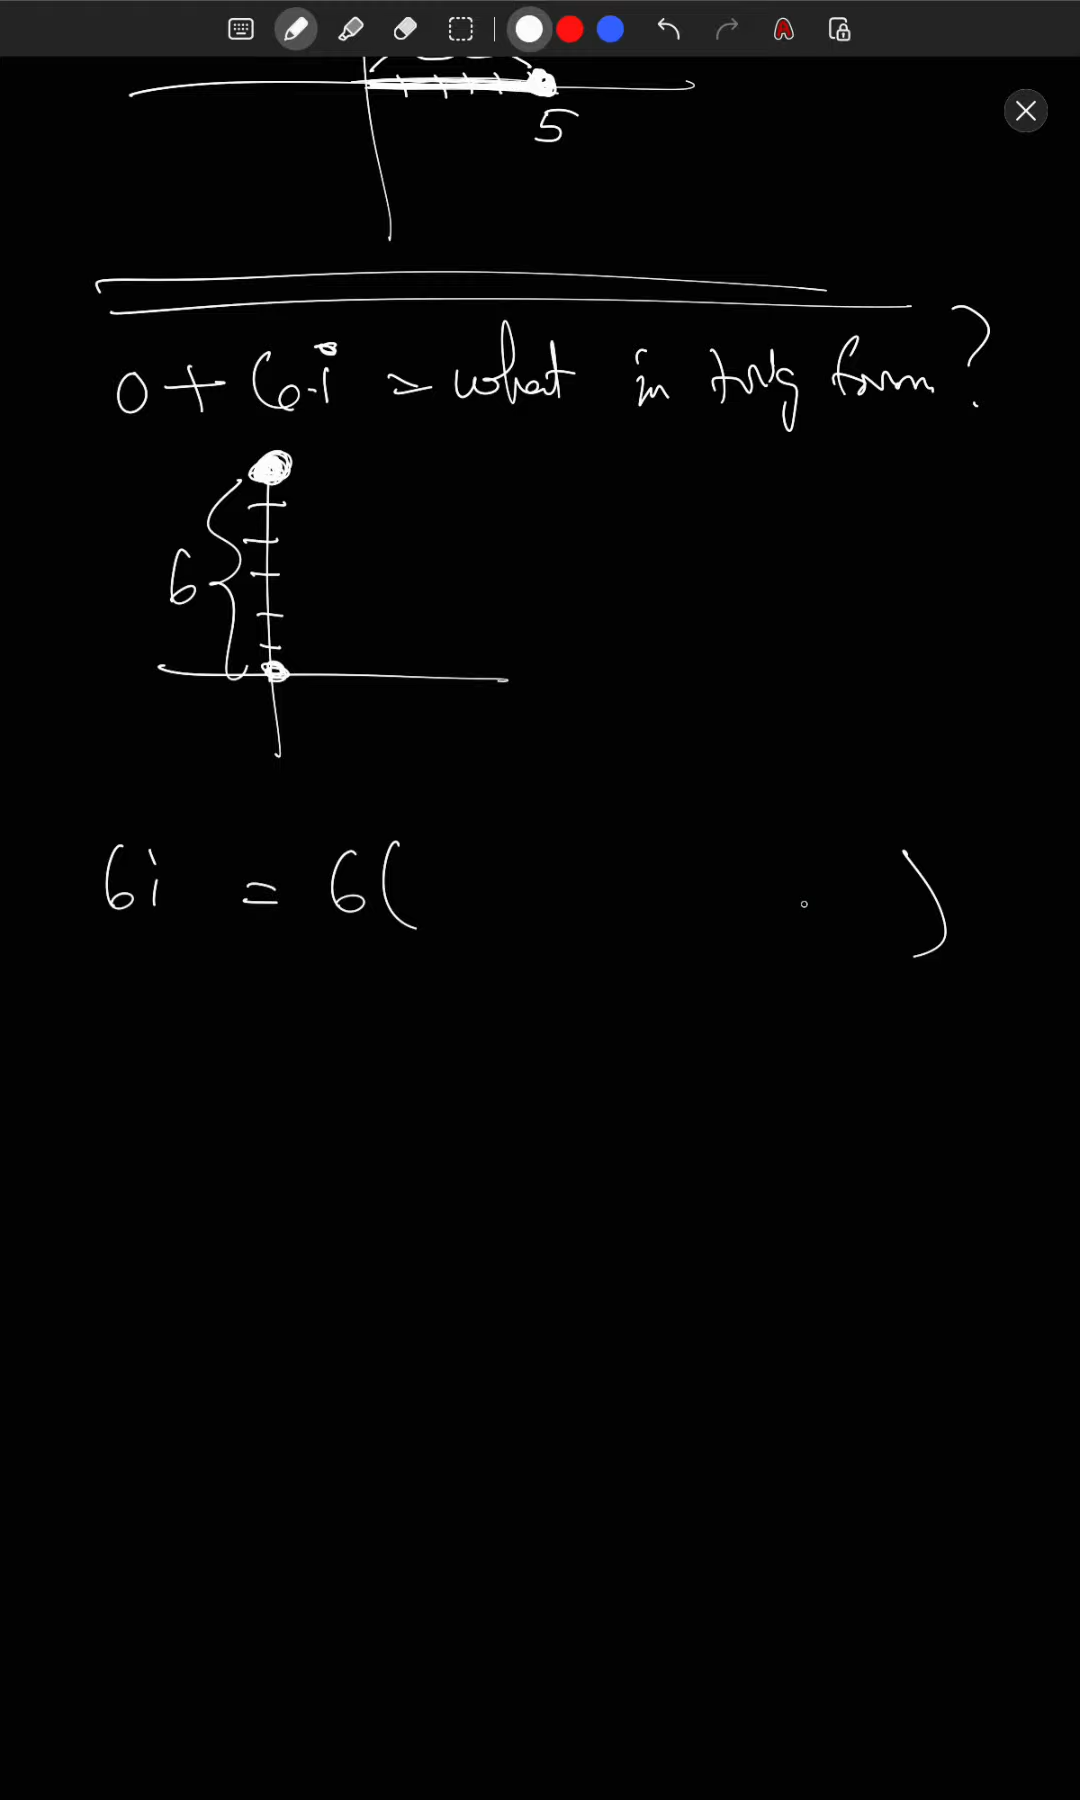 5
0 + 6·i = what in trig form?
6
6i = 6( )